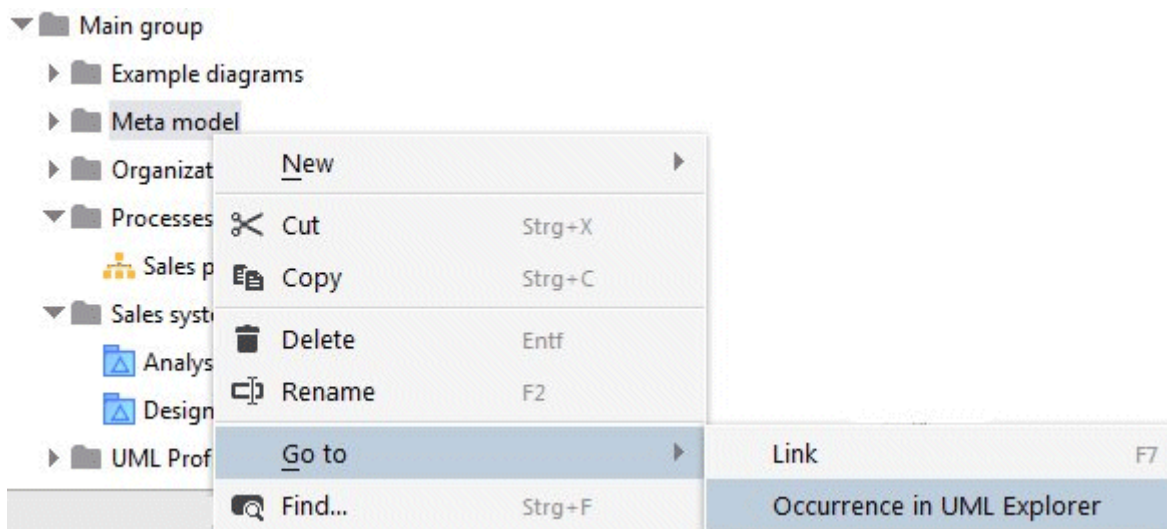 Main group
Example diagrams
Meta model
Organizat
Processes
Sales p
Sales syst
Analys
Design
UML Prof
New
Cut Strg+X
Copy Strg+C
Delete Entf
Rename F2
Go to
Find... Strg+F
Link F7
Occurrence in UML Explorer